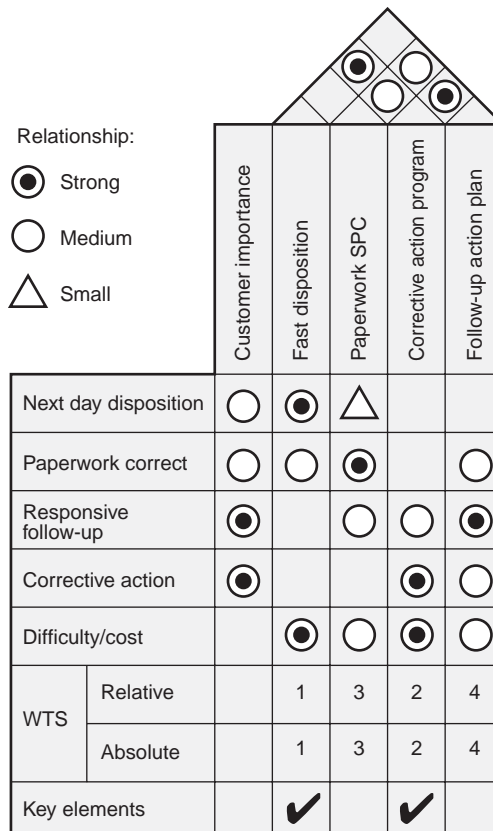 Relationship:
Strong
Medium
Small
Customer importance
Fast disposition
Paperwork SPC
Corrective action program
Follow-up action plan
Next day disposition
Paperwork correct
Responsive
follow-up
Corrective action
Difficulty/cost
WTS
Relative
1 3 2 4
Absolute
1 3 2 4
Key elements